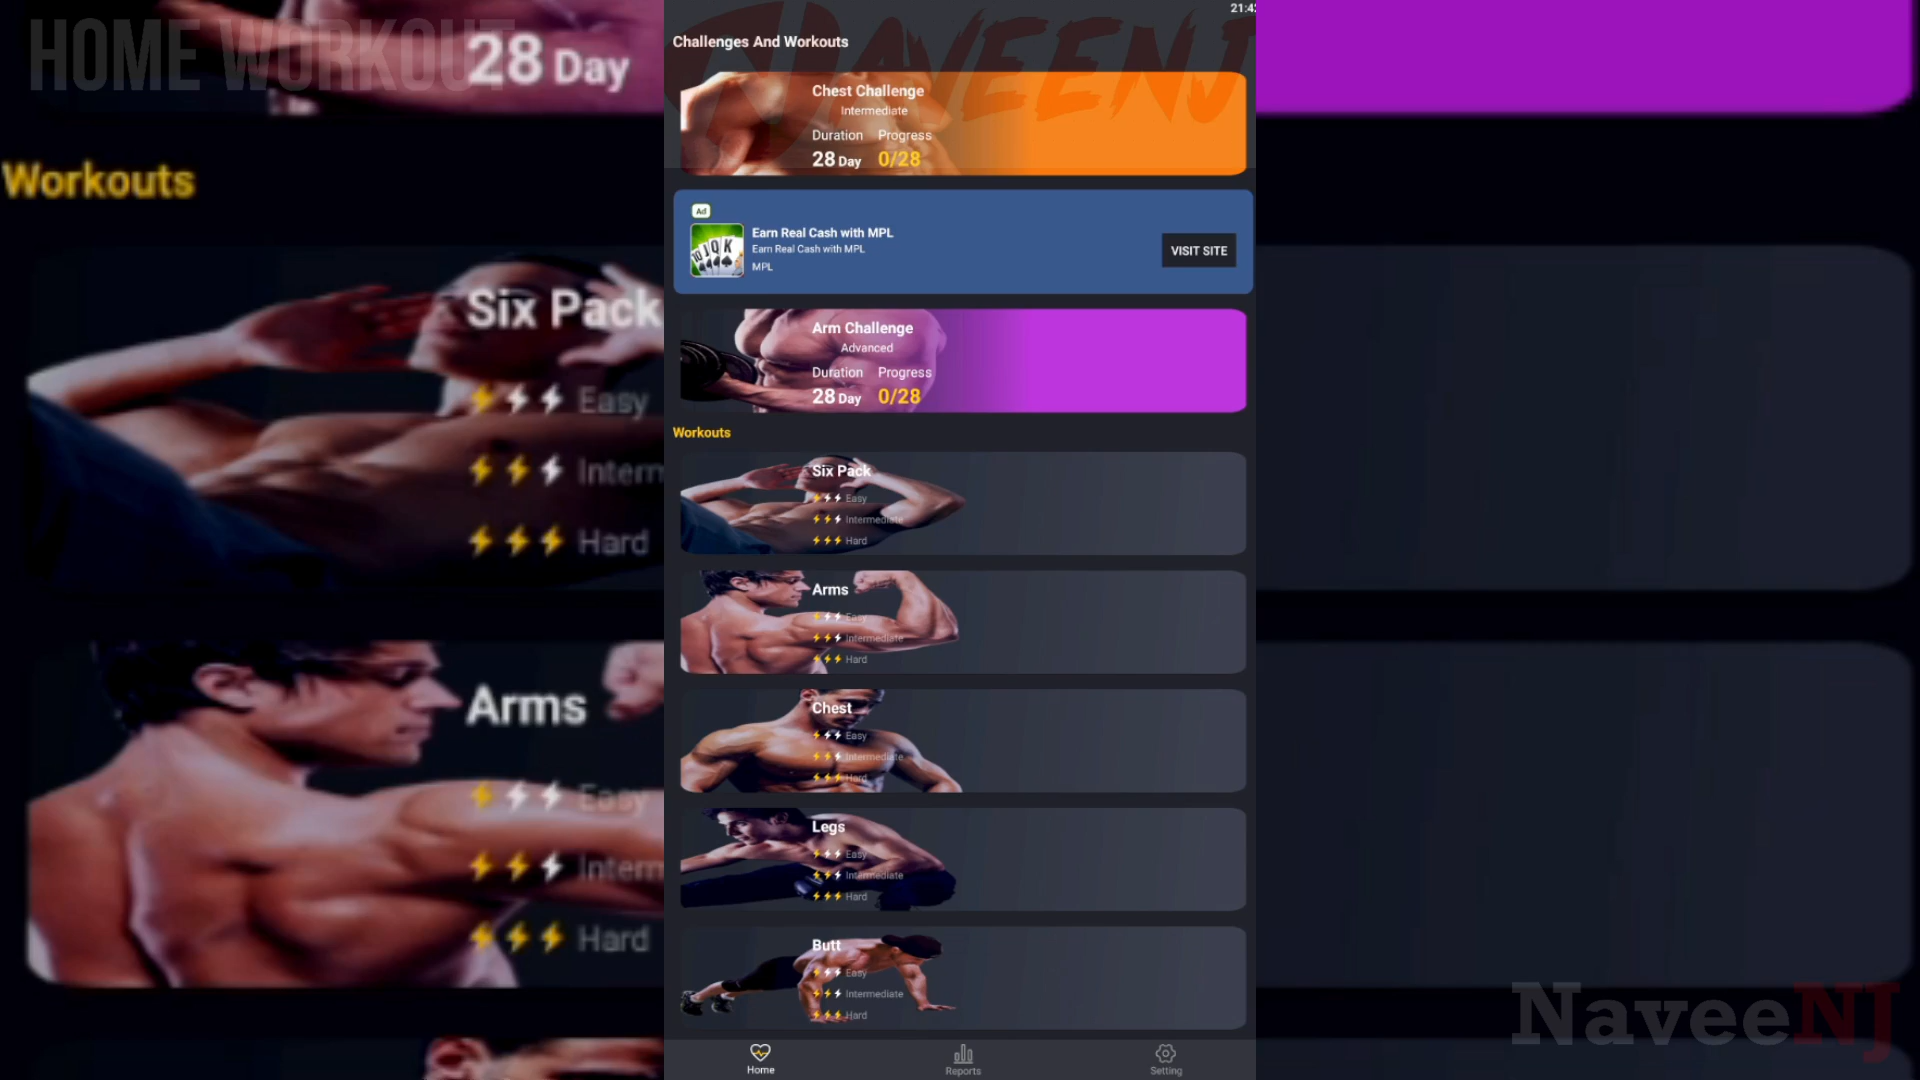 HOME WORKOUT
28 Day
Workouts
Six Pack
Easy
Interm
Hard
Arms
Easy
Interm
Hard
21:42
NAVEENJ
Challenges And Workouts
Chest Challenge
Intermediate
Duration Progress
28 Day 0/28
Ad
Earn Real Cash with MPL
Earn Real Cash with MPL
MPL
VISIT SITE
Arm Challenge
Advanced
Duration Progress
28 Day 0/28
Workouts
Six Pack
Easy
Intermediate
Hard
Arms
Easy
Intermediate
Hard
Chest
Easy
Intermediate
Hard
Legs
Easy
Intermediate
Hard
Butt
Easy
Intermediate
Hard
Home Reports Setting
NaveeNJ